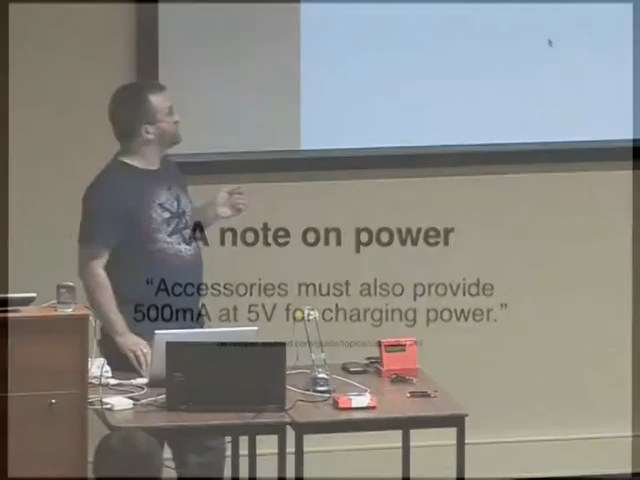 A note on power
“Accessories must also provide
500mA at 5V for charging power.”